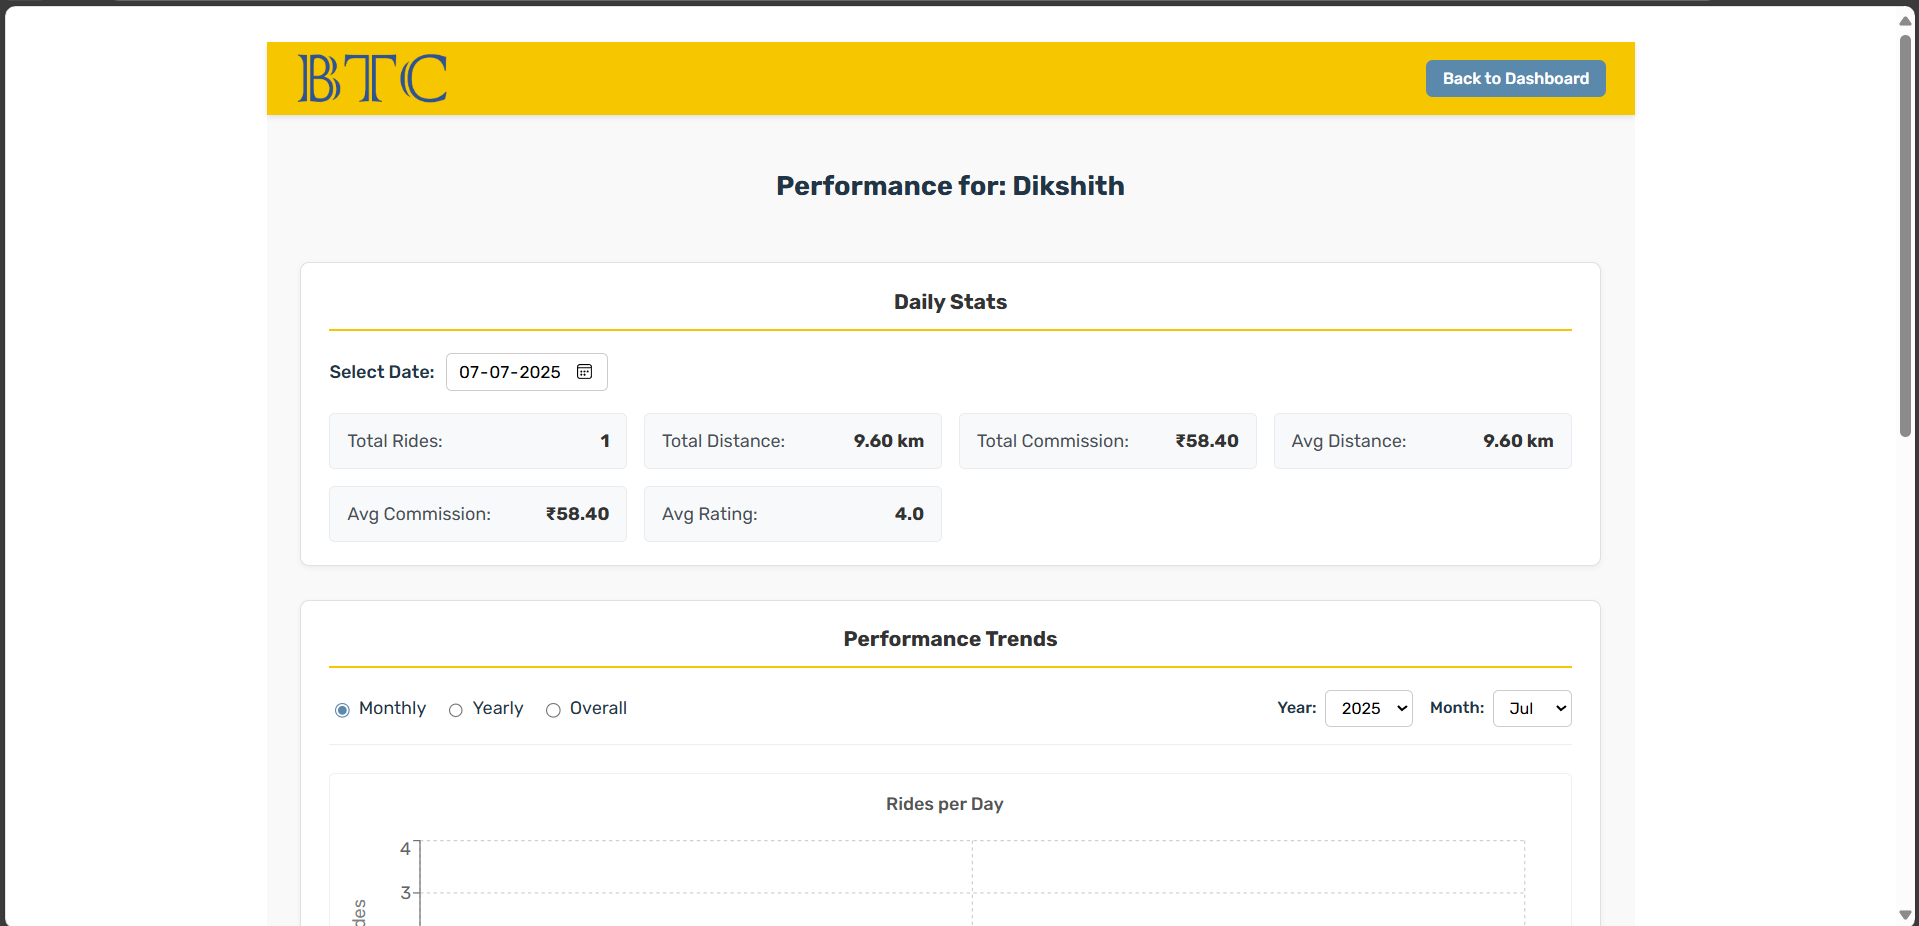 BTC
Back to Dashboard
Performance for: Dikshith
Daily Stats
Select Date: 07-07-2025
Total Rides: 1
Total Distance: 9.60 km
Total Commission: ₹58.40
Avg Distance: 9.60 km
Avg Commission: ₹58.40
Avg Rating: 4.0
Performance Trends
Monthly Yearly Overall
Year: 2025 Month: Jul
Rides per Day
4
3